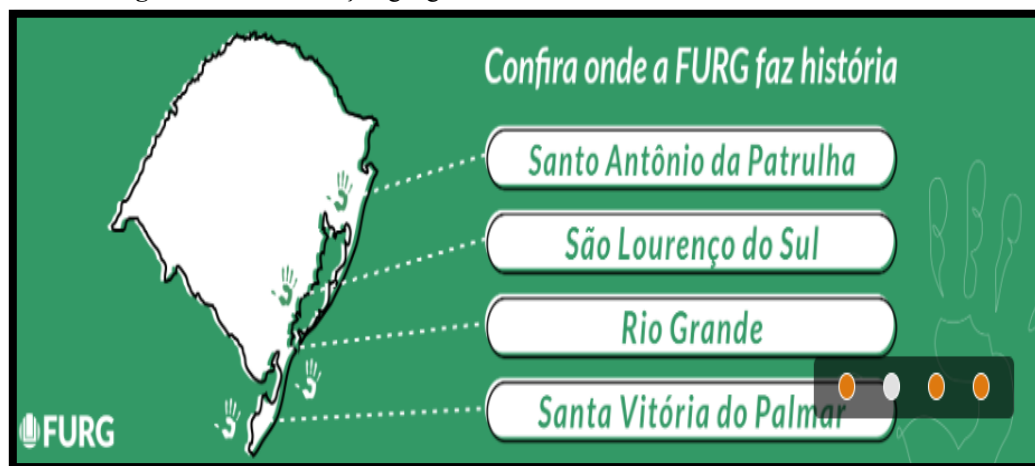 Confira onde a FURG faz história
Santo Antônio da Patrulha
São Lourenço do Sul
Rio Grande
Santa Vitória do Palmar
FURG